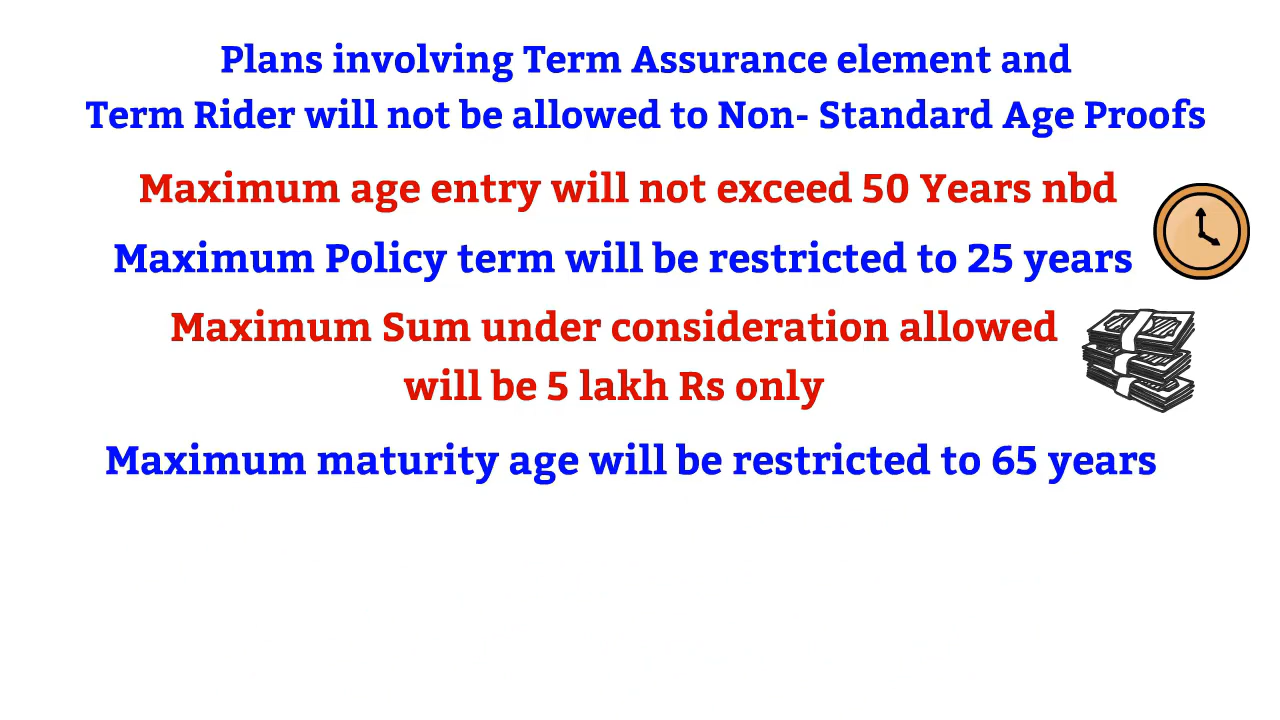 Plans involving Term Assurance element and
Term Rider will not be allowed to Non- Standard Age Proofs
Maximum age entry will not exceed 50 Years nbd
Maximum Policy term will be restricted to 25 years
Maximum Sum under consideration allowed
will be 5 lakh Rs only
Maximum maturity age will be restricted to 65 years